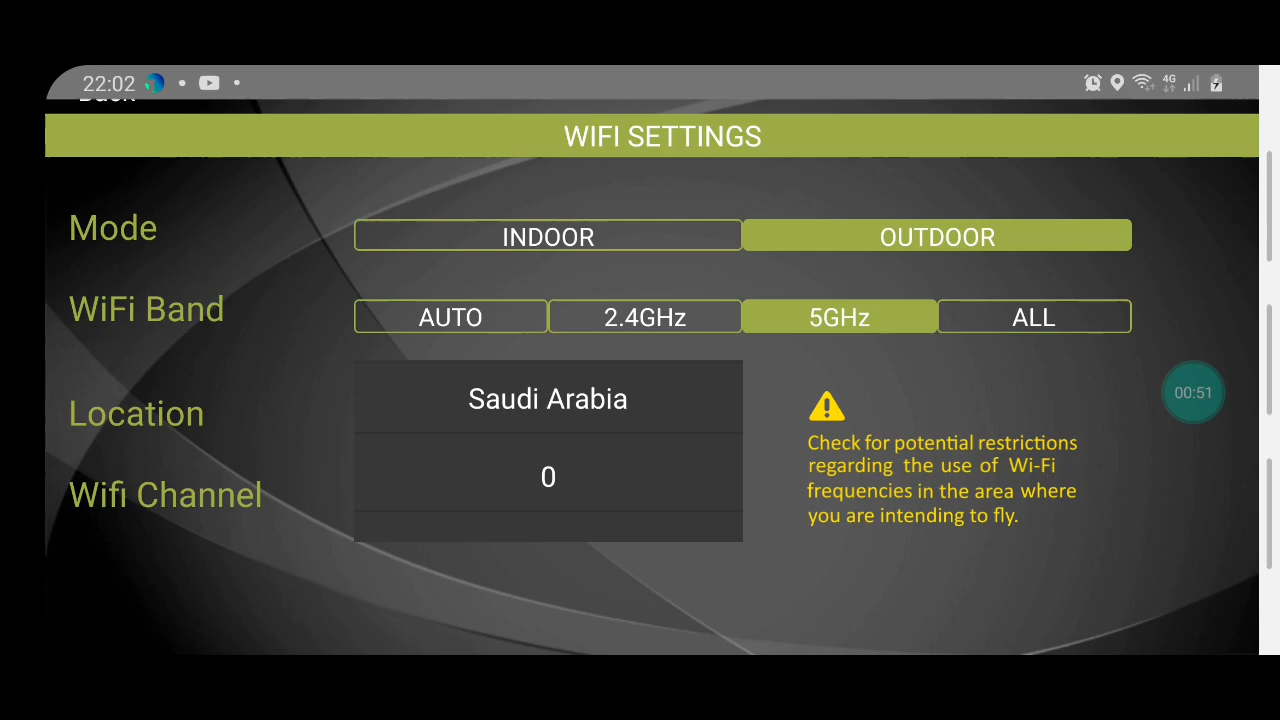 22:02
4G
Back
WIFI SETTINGS
Mode
INDOOR
OUTDOOR
WiFi Band
AUTO
2.4GHz
5GHz
ALL
Location
Saudi Arabia
Wifi Channel
0
Check for potential restrictions
regarding the use of Wi-Fi
frequencies in the area where
you are intending to fly.
00:51